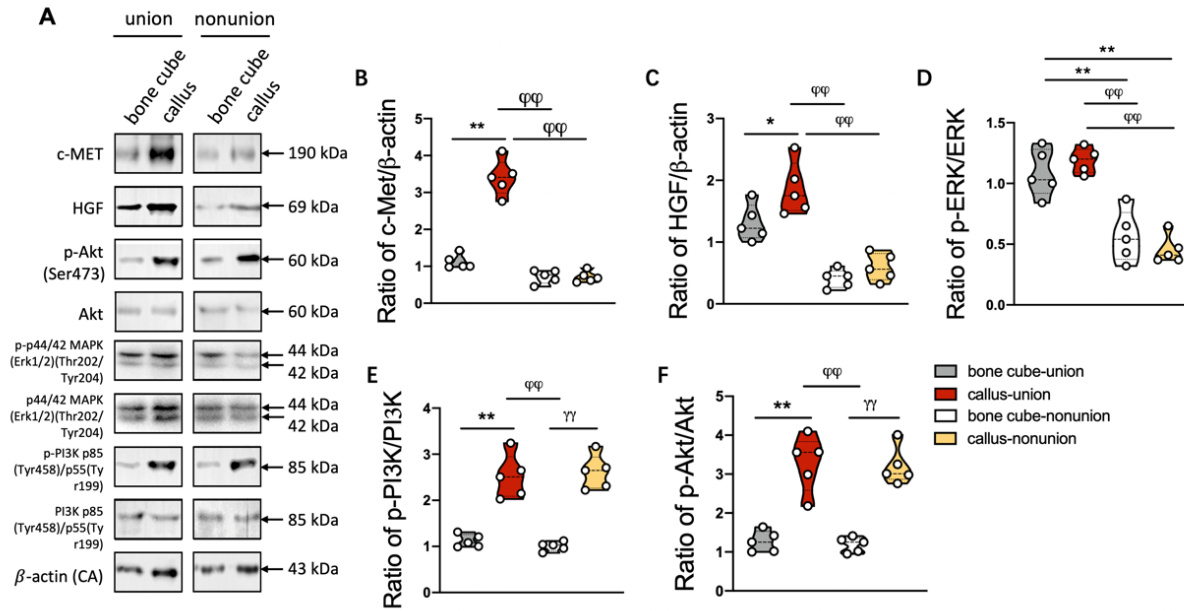 A
union
nonunion
bone cube
callus
bone cube
callus
c-MET
190 kDa
HGF
69 kDa
p-Akt
(Ser473)
60 kDa
Akt
60 kDa
p-p44/42 MAPK
(Erk1/2)(Thr202/
Tyr204)
44 kDa
42 kDa
p44/42 MAPK
(Erk1/2)(Thr202/
Tyr204)
44 kDa
42 kDa
p-PI3K p85
(Tyr458)/p55(Ty
r199)
85 kDa
PI3K p85
(Tyr458)/p55(Ty
r199)
85 kDa
β-actin (CA)
43 kDa
B
Ratio of c-Met/β-actin
5
4
3
2
1
0
**
φφ
φφ
C
Ratio of HGF/β-actin
3
2
1
0
*
φφ
φφ
D
Ratio of p-ERK/ERK
1.5
1.0
0.5
0.0
**
**
φφ
φφ
E
Ratio of p-PI3K/PI3K
4
3
2
1
0
**
φφ
γγ
F
Ratio of p-Akt/Akt
5
4
3
2
1
0
**
φφ
γγ
bone cube-union
callus-union
bone cube-nonunion
callus-nonunion